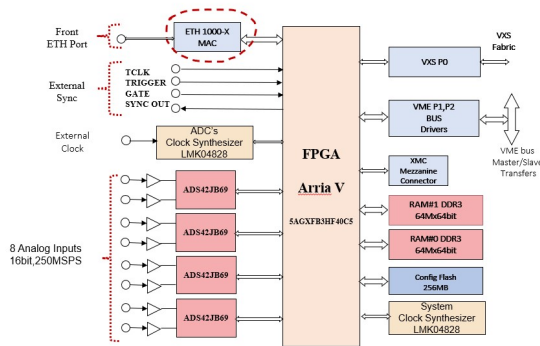 Front
ETH Port
ETH 1000-X
MAC
External
Sync
TCLK
TRIGGER
GATE
SYNC OUT
External
Clock
ADC's
Clock Synthesizer
LMK04828
8 Analog Inputs
16bit,250MSPS
ADS42JB69
ADS42JB69
ADS42JB69
ADS42JB69
FPGA
Arria V
5AGXFB3HF40C5
VXS P0
VXS
Fabric
VME P1,P2
BUS
Drivers
VME bus
Master/Slave
Transfers
XMC
Mezzanine
Connector
RAM#1 DDR3
64Mx64bit
RAM#0 DDR3
64Mx64bit
Config Flash
256MB
System
Clock Synthesizer
LMK04828